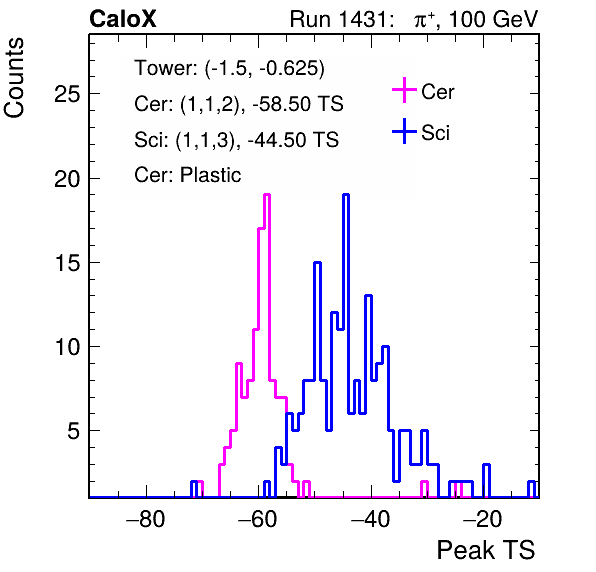 CaloX Run 1431: π⁺, 100 GeV
Counts
Tower: (-1.5, -0.625)
Cer: (1,1,2), -58.50 TS
Sci: (1,1,3), -44.50 TS
Cer: Plastic
Cer
Sci
25
20
15
10
5
−80 −60 −40 −20
Peak TS